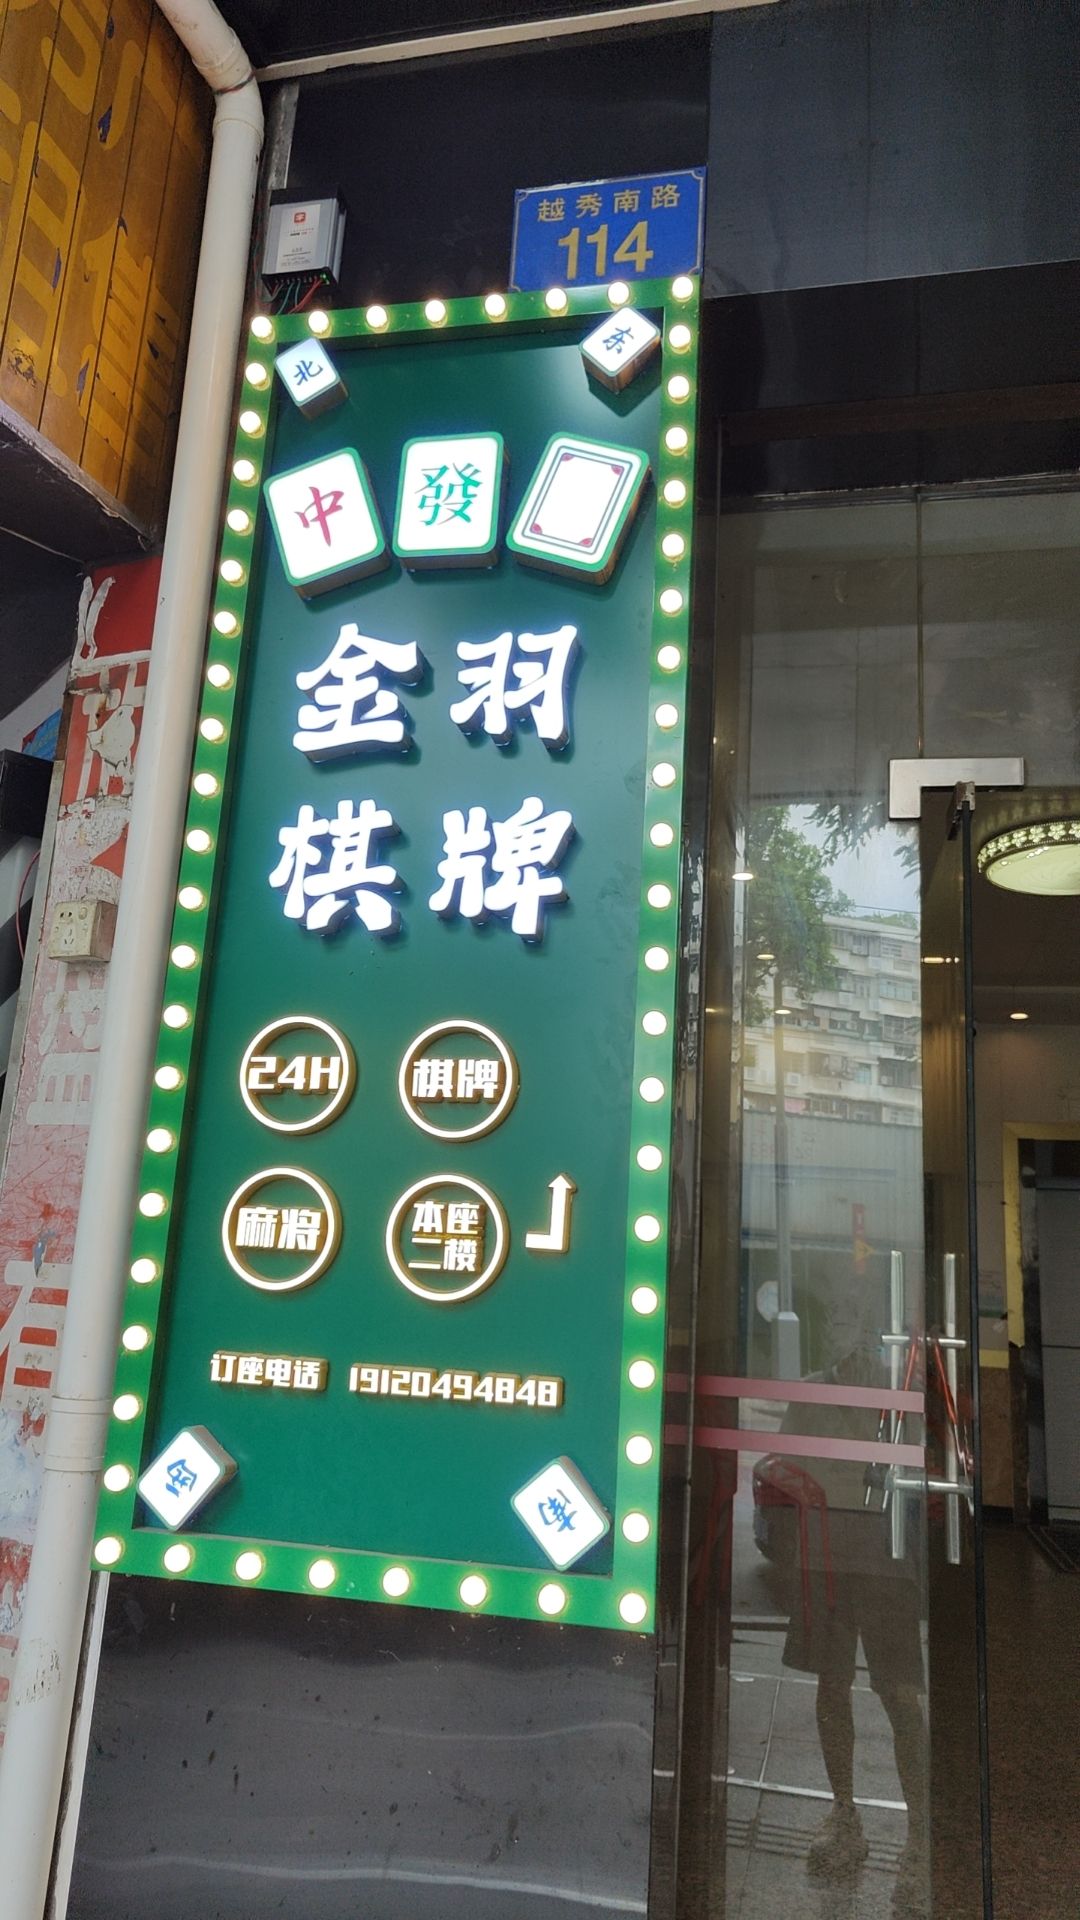 越秀南路
114
北
东
中
發
金羽
棋牌
24H
棋牌
麻将
本座
二楼
订座电话 19120494848
西
南
有